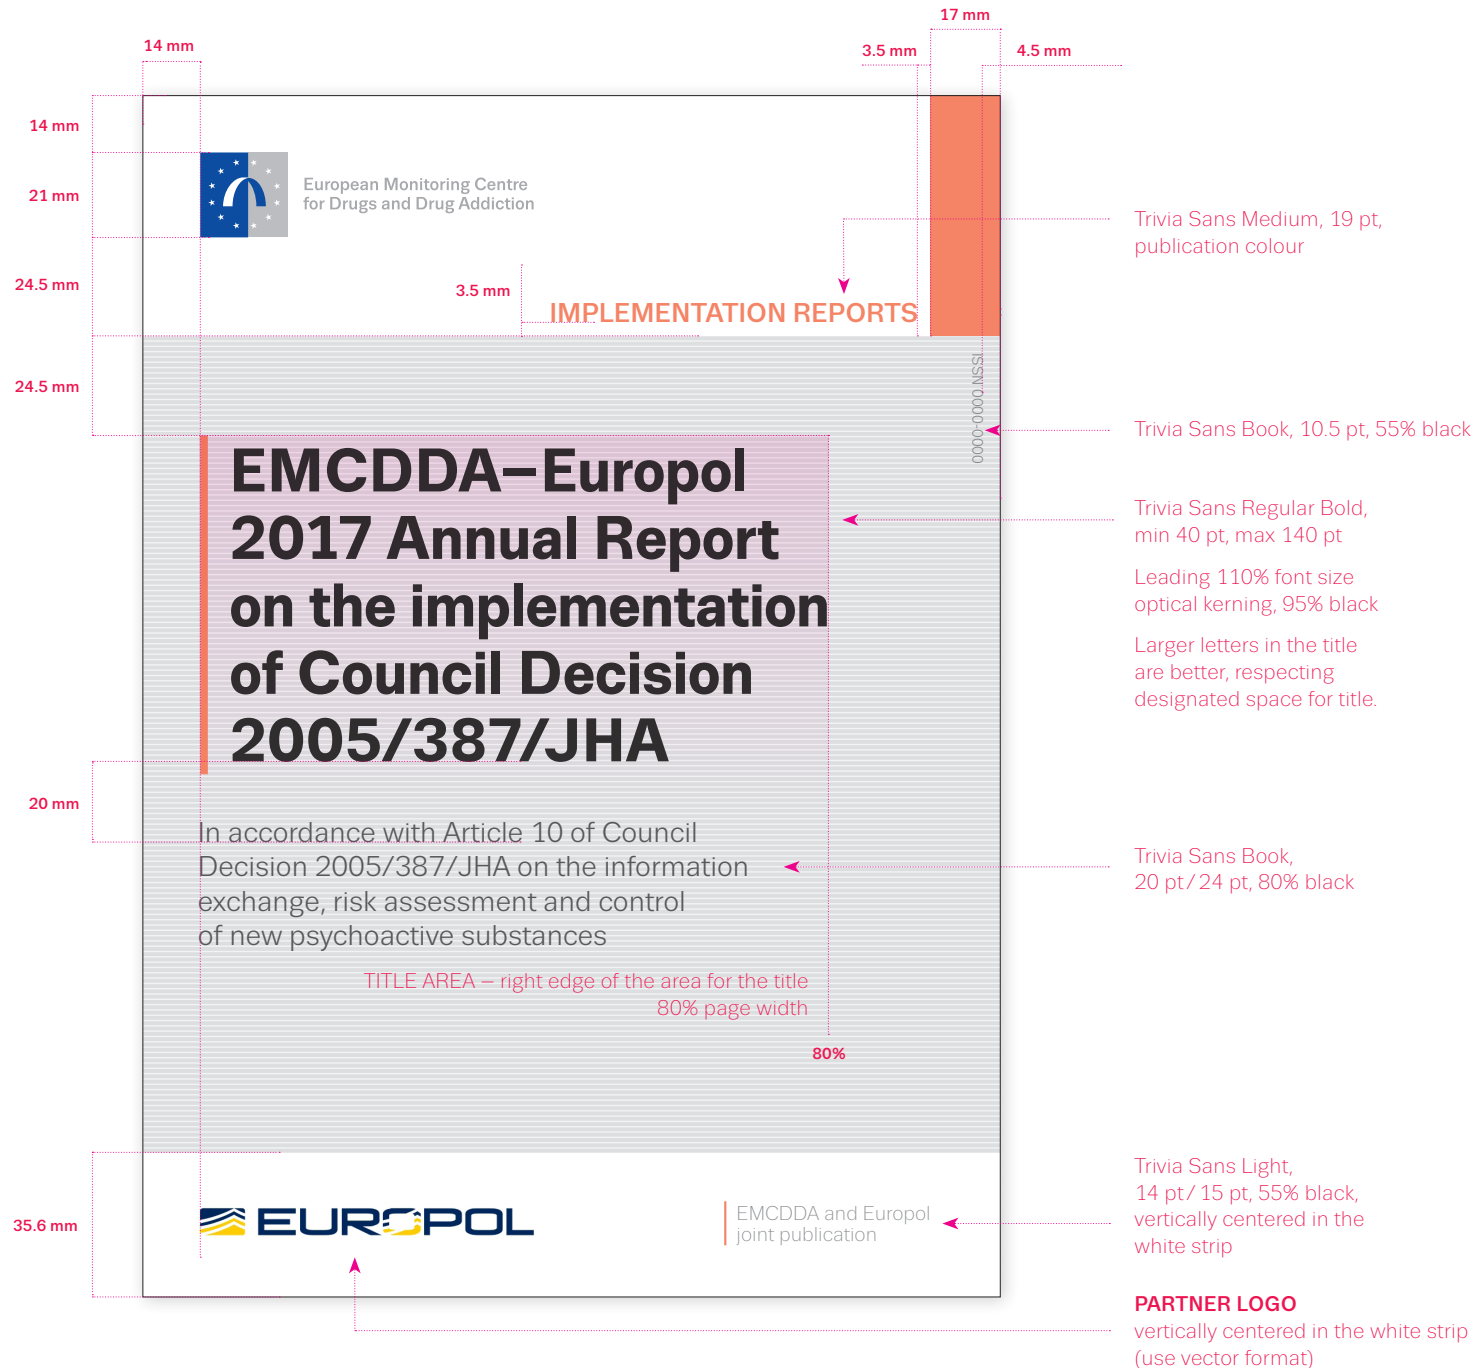 17 mm
14 mm
3.5 mm
4.5 mm
14 mm
21 mm
European Monitoring Centre
for Drugs and Drug Addiction
Trivia Sans Medium, 19 pt,
publication colour
24.5 mm
3.5 mm
IMPLEMENTATION REPORTS
24.5 mm
ISSN 0000-0000
Trivia Sans Book, 10.5 pt, 55% black
EMCDDA–Europol
2017 Annual Report
on the implementation
of Council Decision
2005/387/JHA
Trivia Sans Regular Bold,
min 40 pt, max 140 pt
Leading 110% font size
optical kerning, 95% black
Larger letters in the title
are better, respecting
designated space for title.
20 mm
In accordance with Article 10 of Council
Decision 2005/387/JHA on the information
exchange, risk assessment and control
of new psychoactive substances
Trivia Sans Book,
20 pt / 24 pt, 80% black
TITLE AREA – right edge of the area for the title
80% page width
80%
35.6 mm
EUROPOL
EMCDDA and Europol
joint publication
Trivia Sans Light,
14 pt / 15 pt, 55% black,
vertically centered in the
white strip
PARTNER LOGO
vertically centered in the white strip
(use vector format)